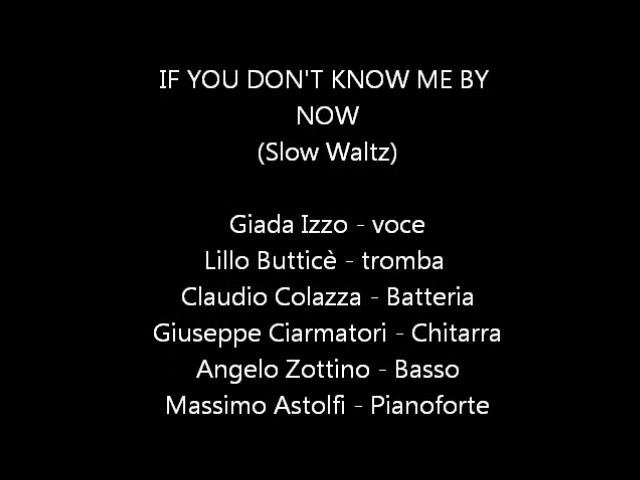 IF YOU DON'T KNOW ME BY
NOW
(Slow Waltz)
Giada Izzo - voce
Lillo Butticè - tromba
Claudio Colazza - Batteria
Giuseppe Ciarmatori - Chitarra
Angelo Zottino - Basso
Massimo Astolfi - Pianoforte